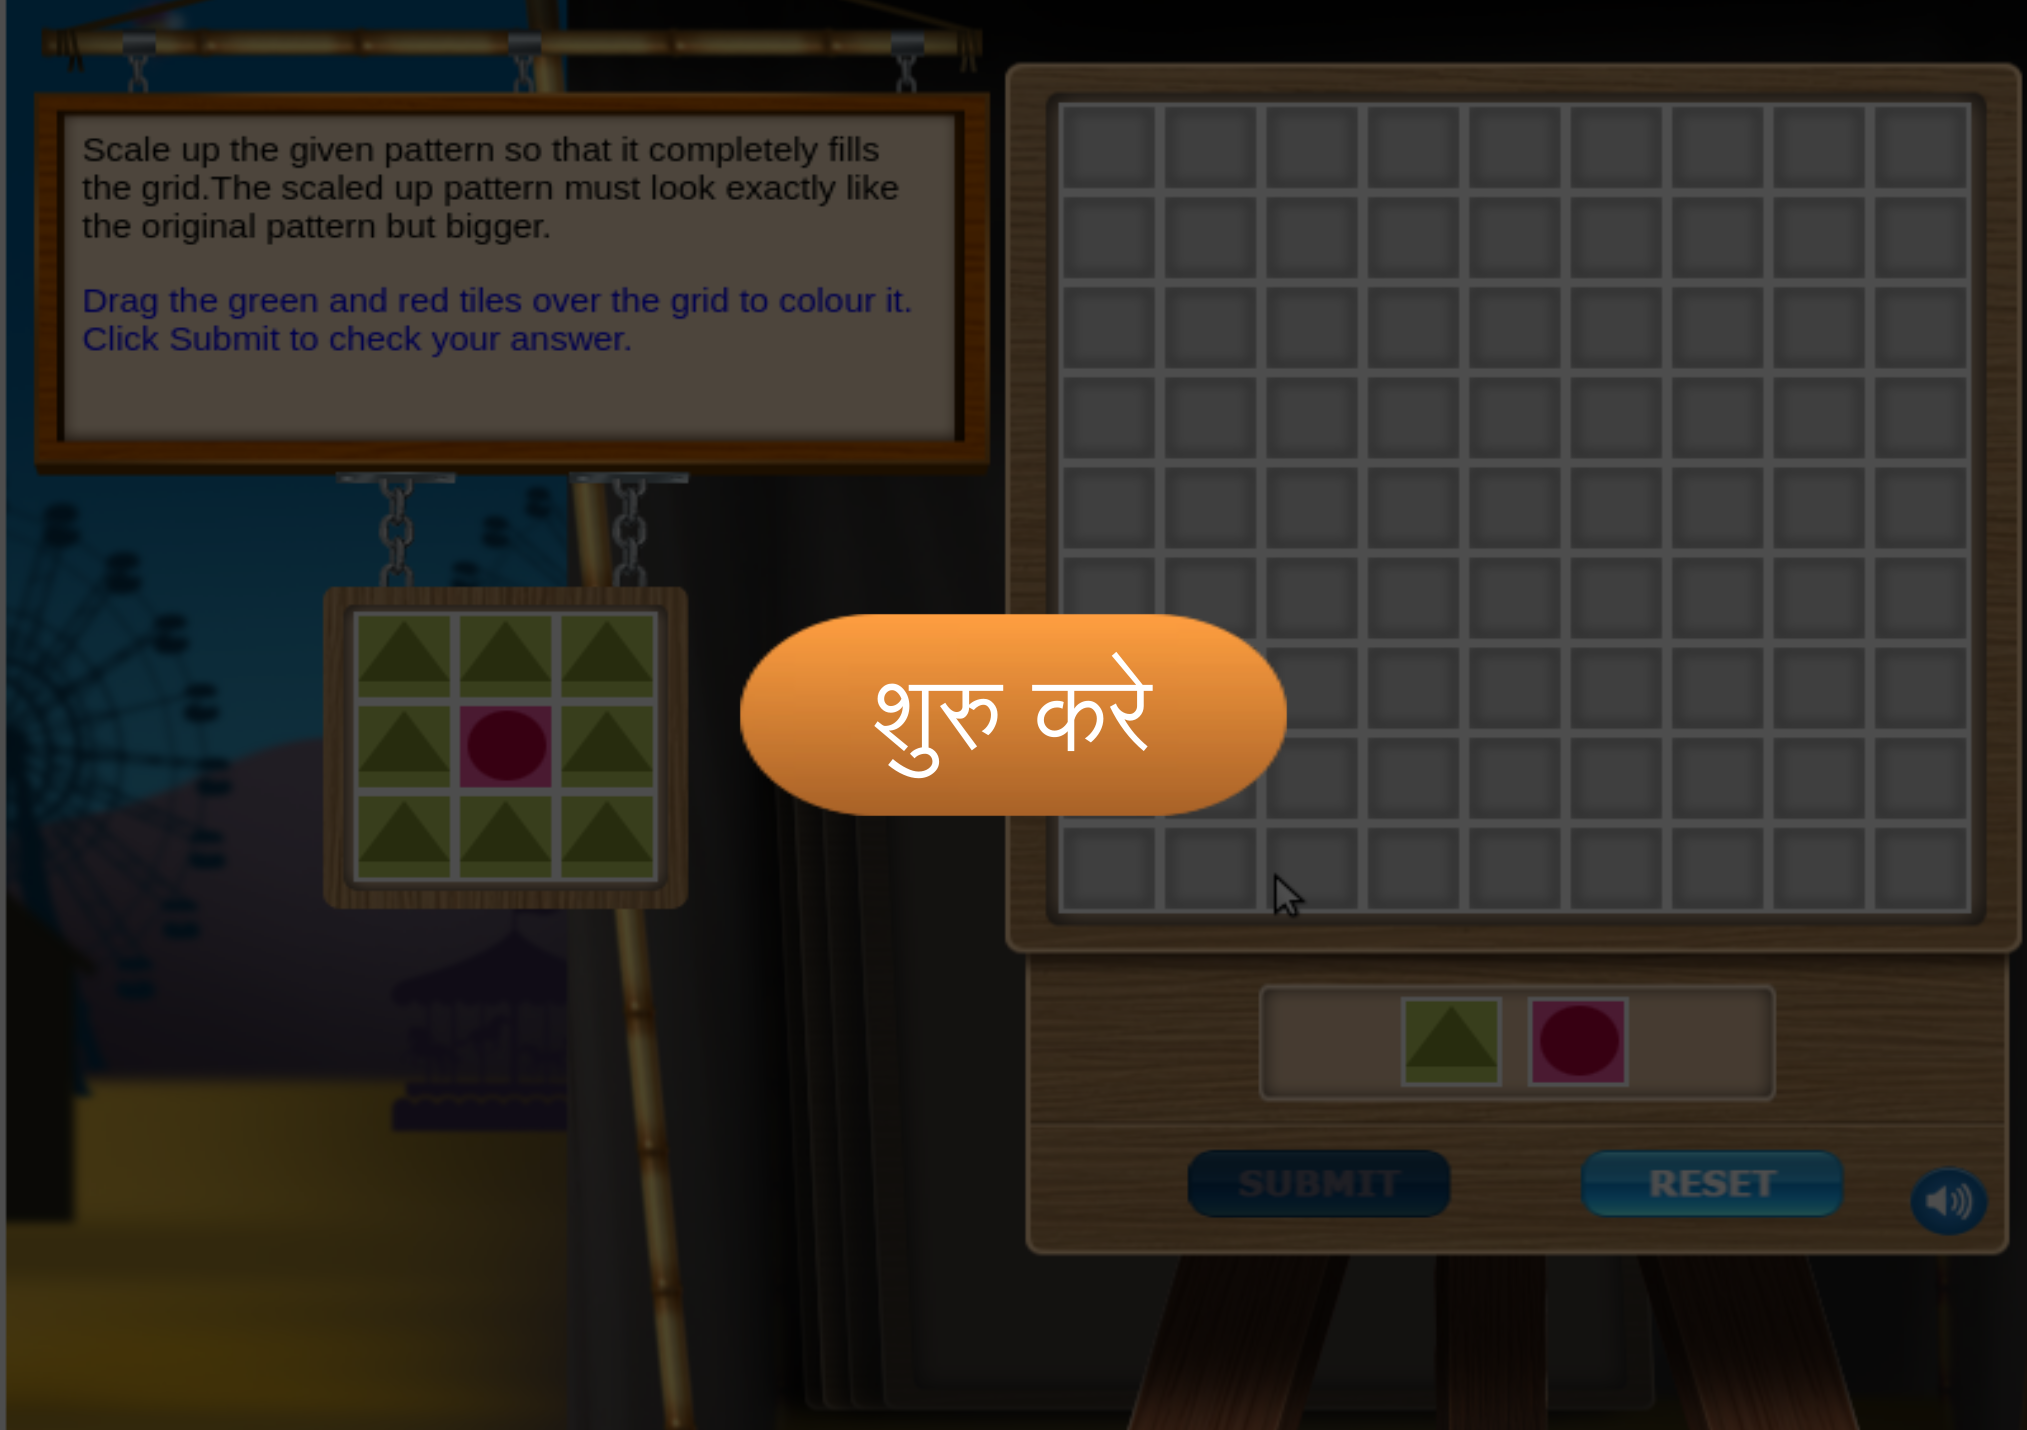 Scale up the given pattern so that it completely fills
the grid.The scaled up pattern must look exactly like
the original pattern but bigger.
Drag the green and red tiles over the grid to colour it.
Click Submit to check your answer.
शुरु करे
SUBMIT
RESET